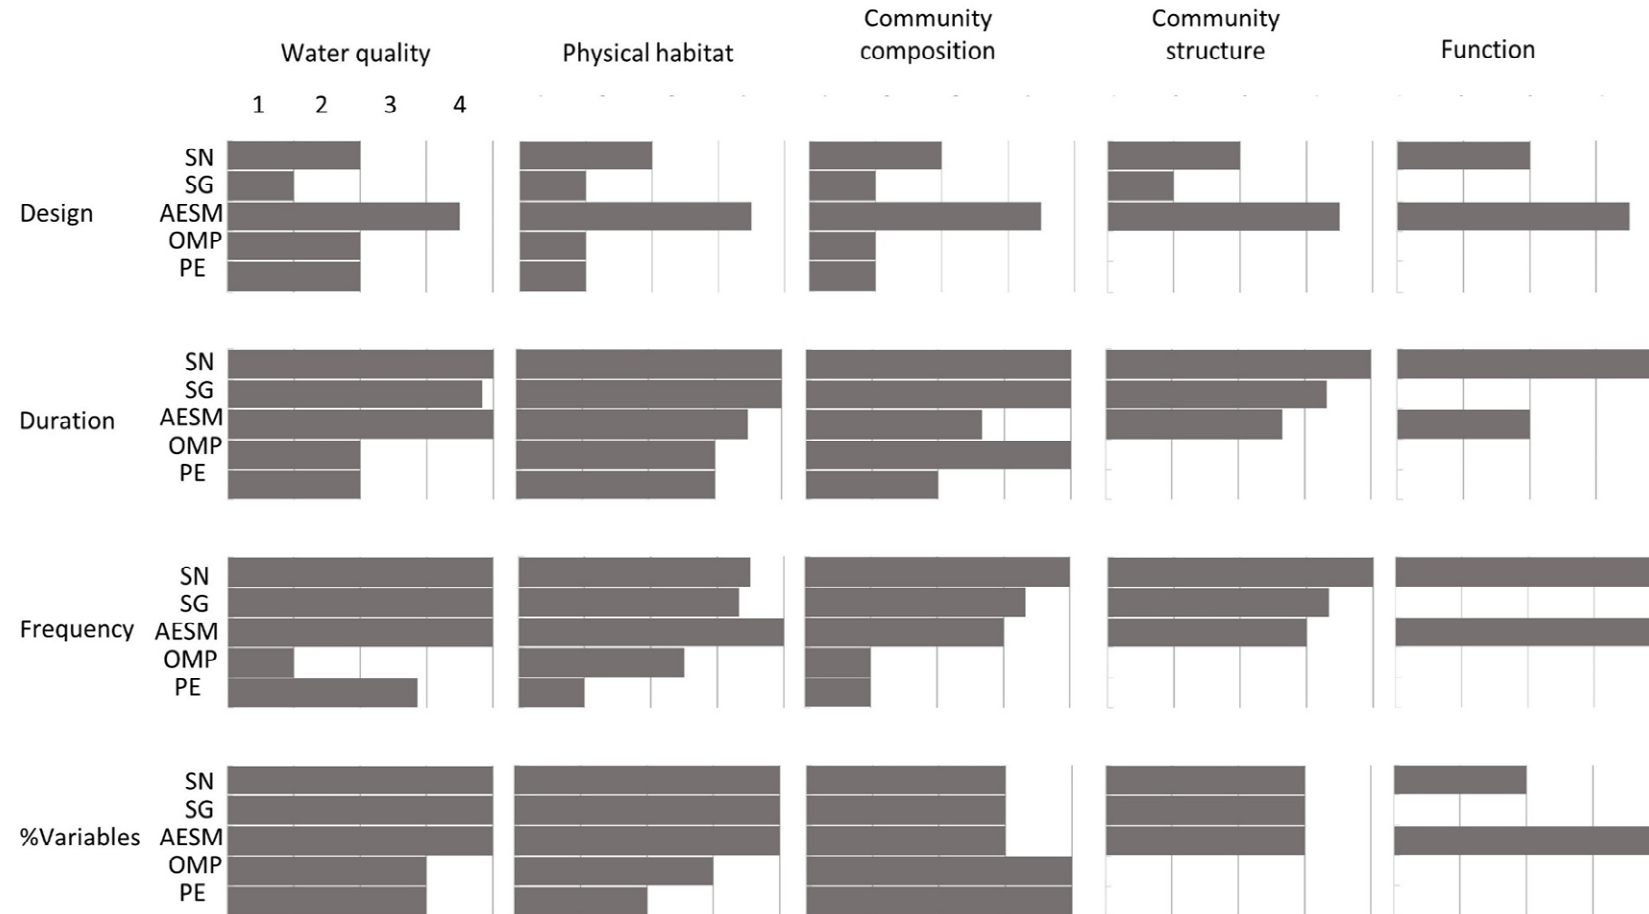 Community
composition
Community
structure
Water quality
Physical habitat
Function
1 2 3 4
Design
SN
SG
AESM
OMP
PE
Duration
SN
SG
AESM
OMP
PE
Frequency
SN
SG
AESM
OMP
PE
%Variables
SN
SG
AESM
OMP
PE